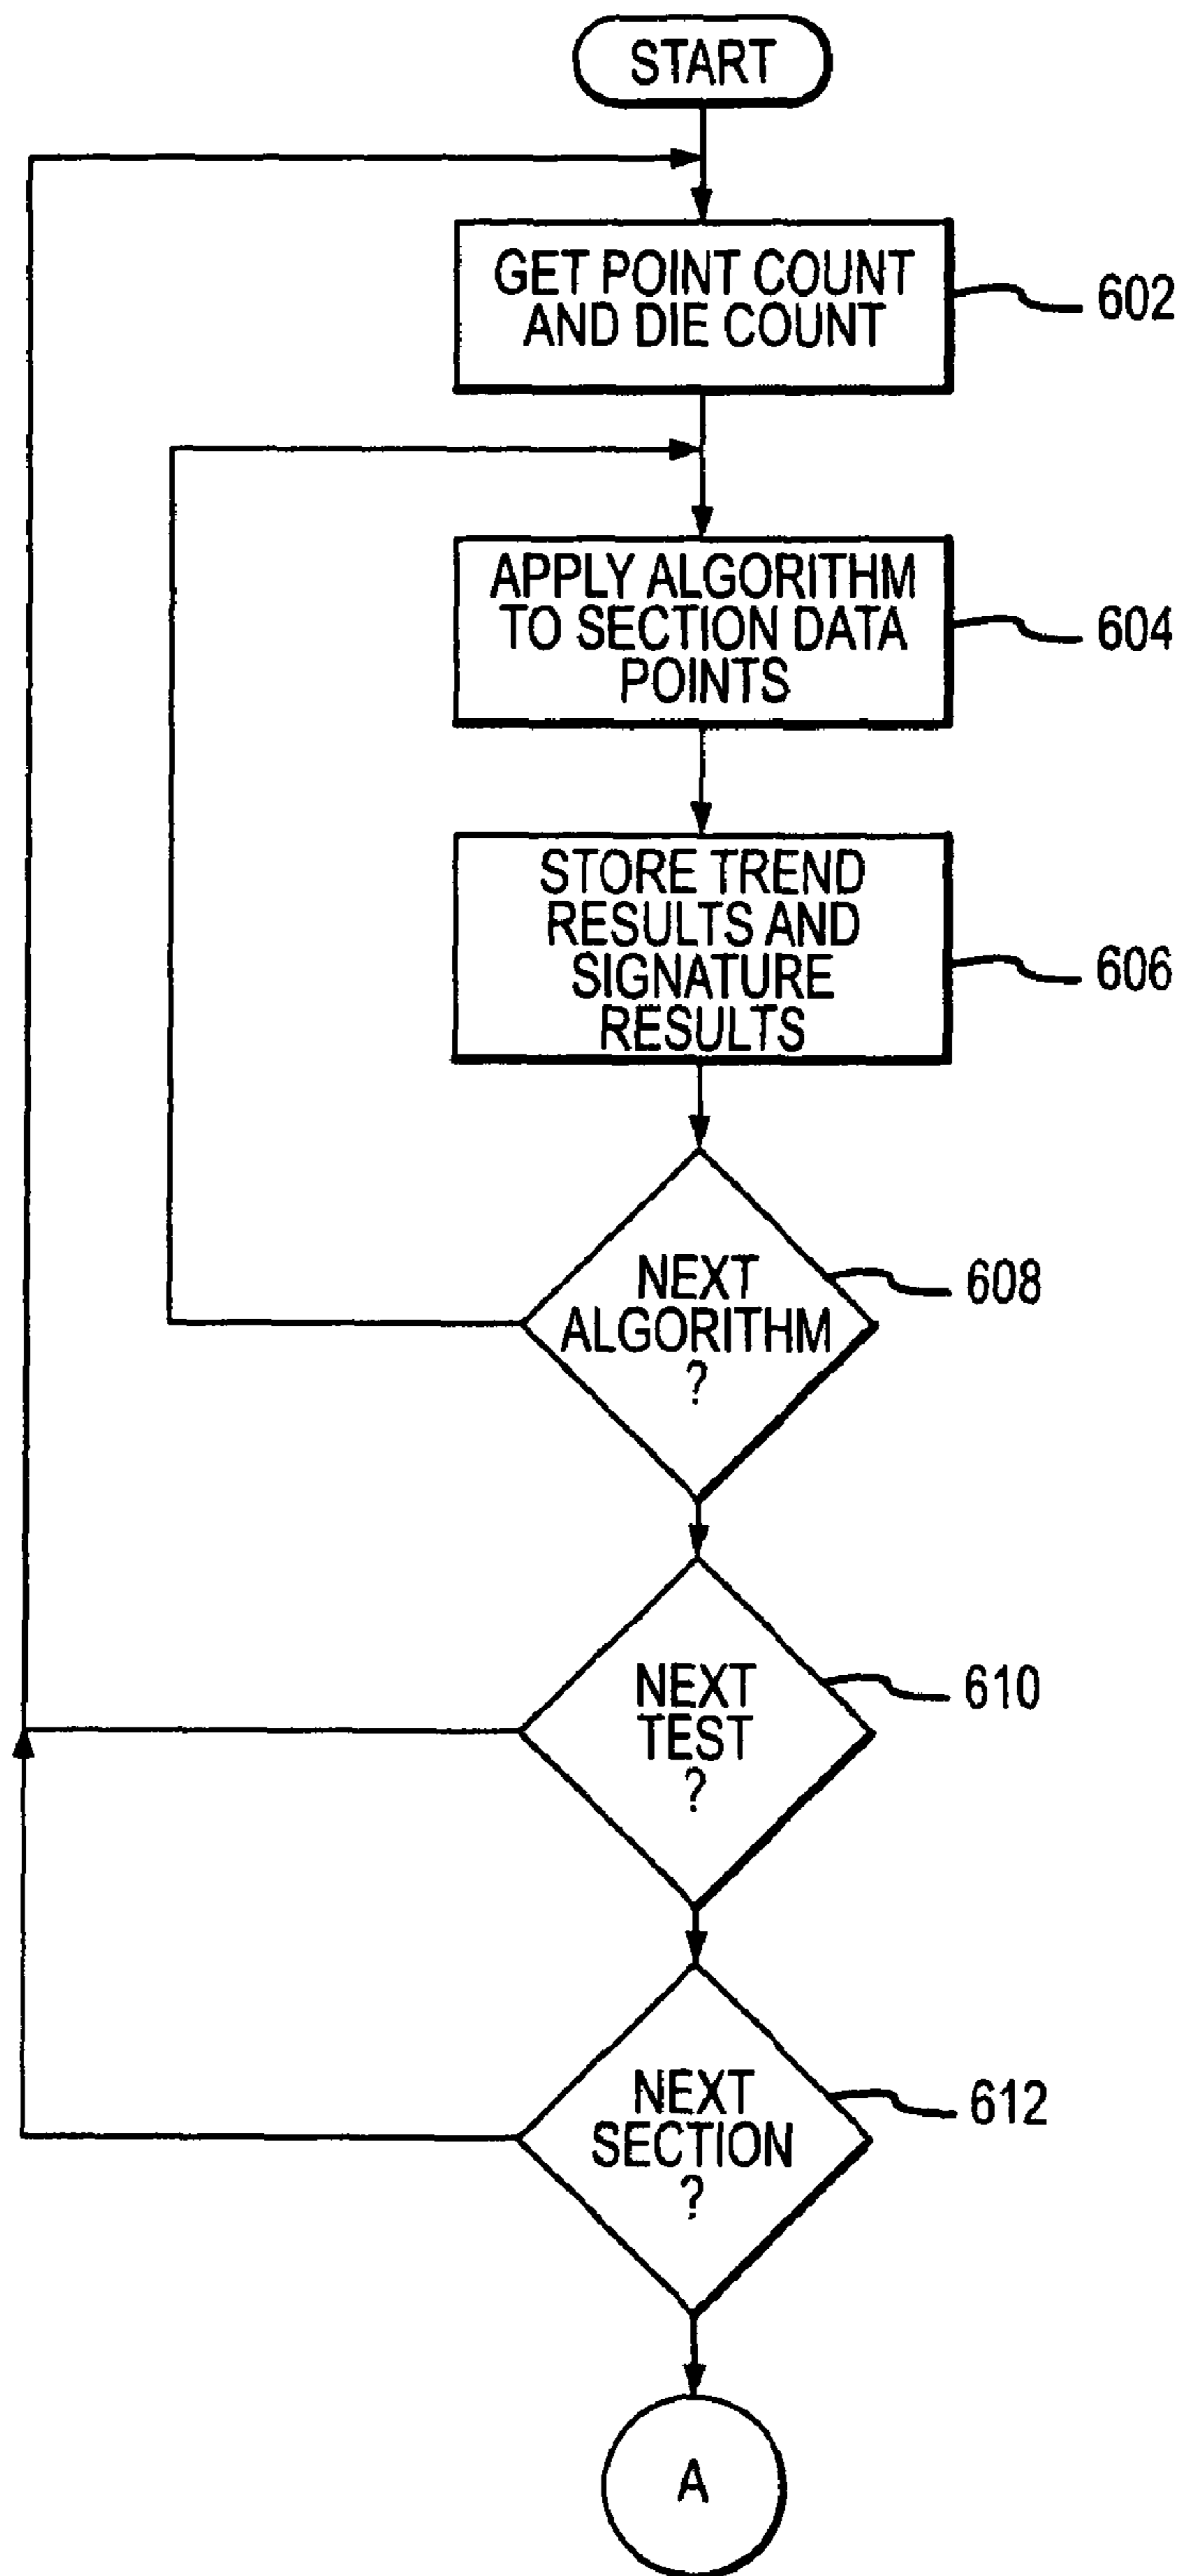 START
GET POINT COUNT
AND DIE COUNT
602
APPLY ALGORITHM
TO SECTION DATA
POINTS
604
STORE TREND
RESULTS AND
SIGNATURE
RESULTS
606
NEXT
ALGORITHM
?
608
NEXT
TEST
?
610
NEXT
SECTION
?
612
A